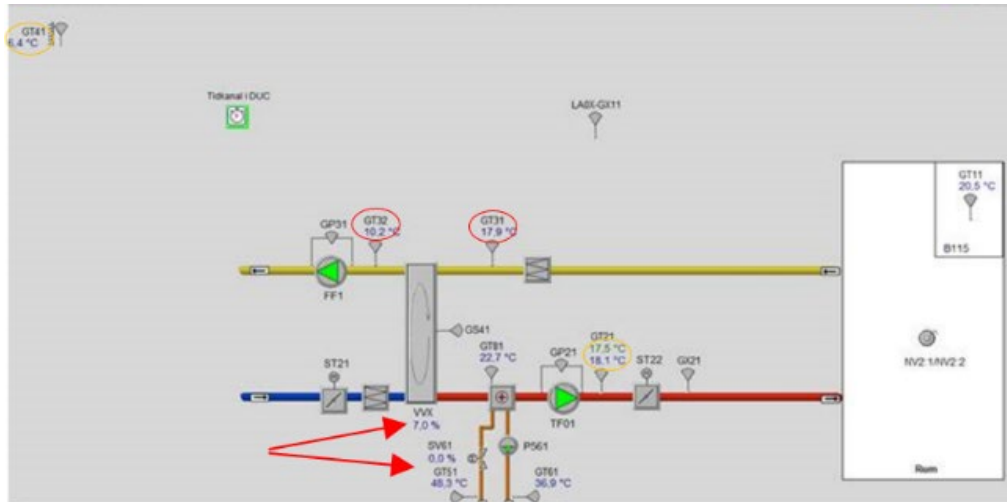 GT41
6,4 °C
Tidkanal i DUC
LA0X-GX11
GT11
20,5 °C
B115
GP31
GT32
10,2 °C
GT31
17,9 °C
FF1
GS41
ST21
GT81
22,7 °C
GP21
GT21
17,5 °C
18,1 °C
ST22
GX21
NV2:1/NV2:2
VVX
7,0 %
TF01
SV61
0,0 %
P561
GT51
48,3 °C
GT61
36,9 °C
Rum